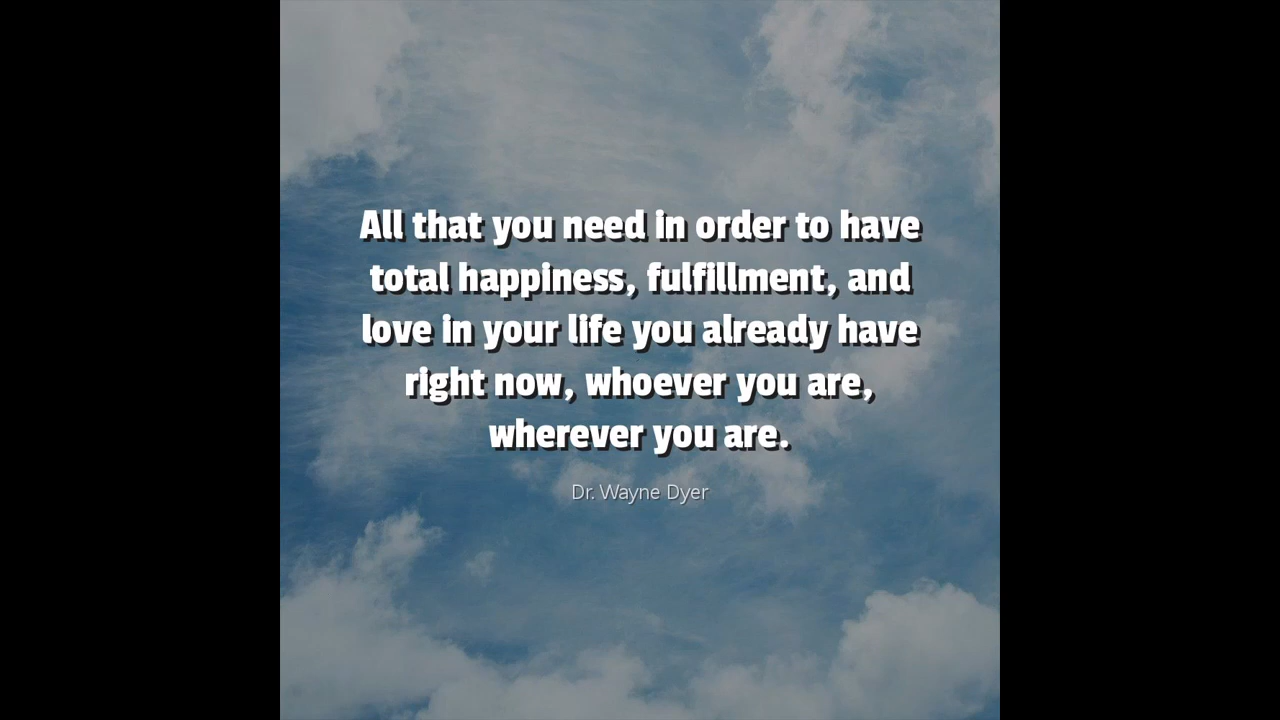 All that you need in order to have
total happiness, fulfillment, and
love in your life you already have
right now, whoever you are,
wherever you are.
Dr. Wayne Dyer